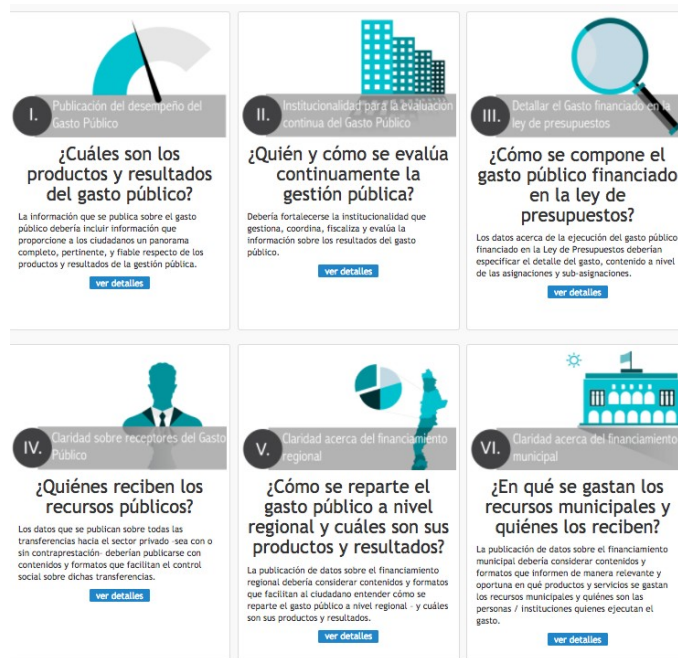 I.
Publicación del desempeño del
Gasto Público
¿Cuáles son los
productos y resultados
del gasto público?
La información que se publica sobre el gasto
público debería incluir información que
proporcione a los ciudadanos un panorama
completo, pertinente, y fiable respecto de los
productos y resultados de la gestión pública.
ver detalles
II.
Institucionalidad para la evaluación
continua del Gasto Público
¿Quién y cómo se evalúa
continuamente la
gestión pública?
Debería fortalecerse la institucionalidad que
gestiona, coordina, fiscaliza y evalúa la
información sobre los resultados del gasto
público.
ver detalles
III.
Detallar el Gasto financiado en la
ley de presupuestos
¿Cómo se compone el
gasto público financiado
en la ley de
presupuestos?
Los datos acerca de la ejecución del gasto público
financiado en la Ley de Presupuestos deberían
especificar el detalle del gasto, contenido a nivel
de las asignaciones y sub-asignaciones.
ver detalles
IV.
Claridad sobre receptores del Gasto
Público
¿Quiénes reciben los
recursos públicos?
Los datos que se publican sobre todas las
transferencias hacia el sector privado -sea con o
sin contraprestación- deberían publicarse con
contenidos y formatos que facilitan el control
social sobre dichas transferencias.
ver detalles
V.
Claridad acerca del financiamiento
regional
¿Cómo se reparte el
gasto público a nivel
regional y cuáles son sus
productos y resultados?
La publicación de datos sobre el financiamiento
regional debería considerar contenidos y formatos
que facilitan al ciudadano entender cómo se
reparte el gasto público a nivel regional - y cuáles
son sus productos y resultados.
ver detalles
VI.
Claridad acerca del financiamiento
municipal
¿En qué se gastan los
recursos municipales y
quiénes los reciben?
La publicación de datos sobre el financiamiento
municipal debería considerar contenidos y
formatos que informen de manera relevante y
oportuna en qué productos y servicios se gastan
los recursos municipales y quiénes son las
personas / instituciones quienes ejecutan el
gasto.
ver detalles